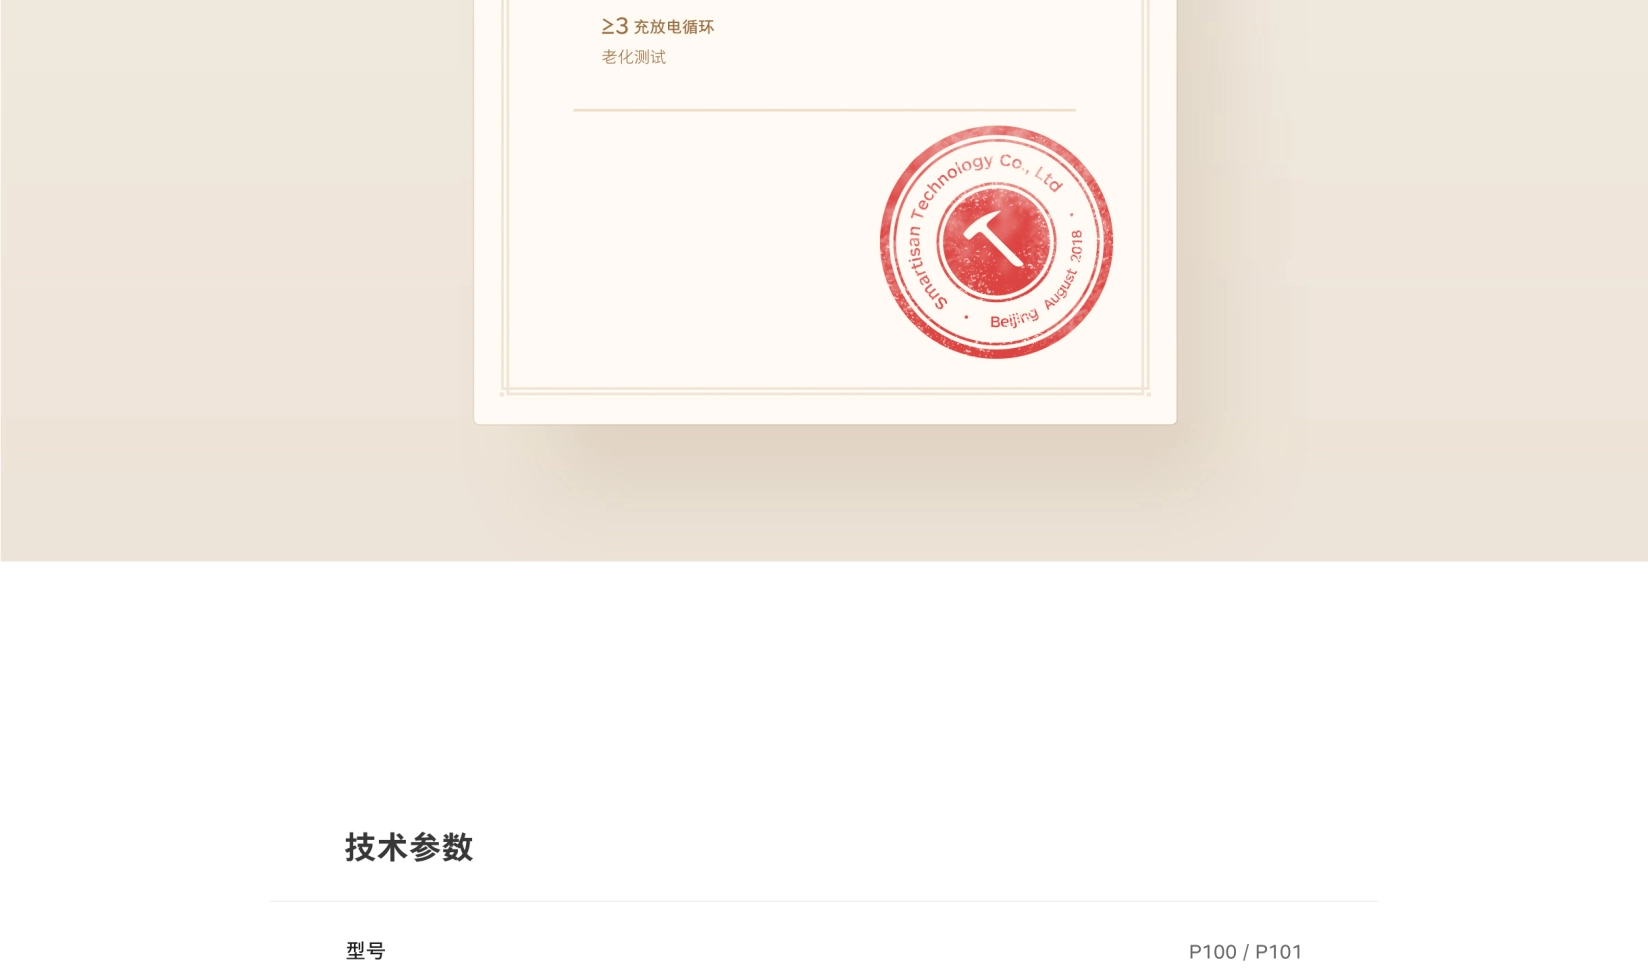 ≥3 充放电循环
老化测试
Smartisan Technology Co., Ltd
Beijing August 2018
技术参数
型号 P100 / P101